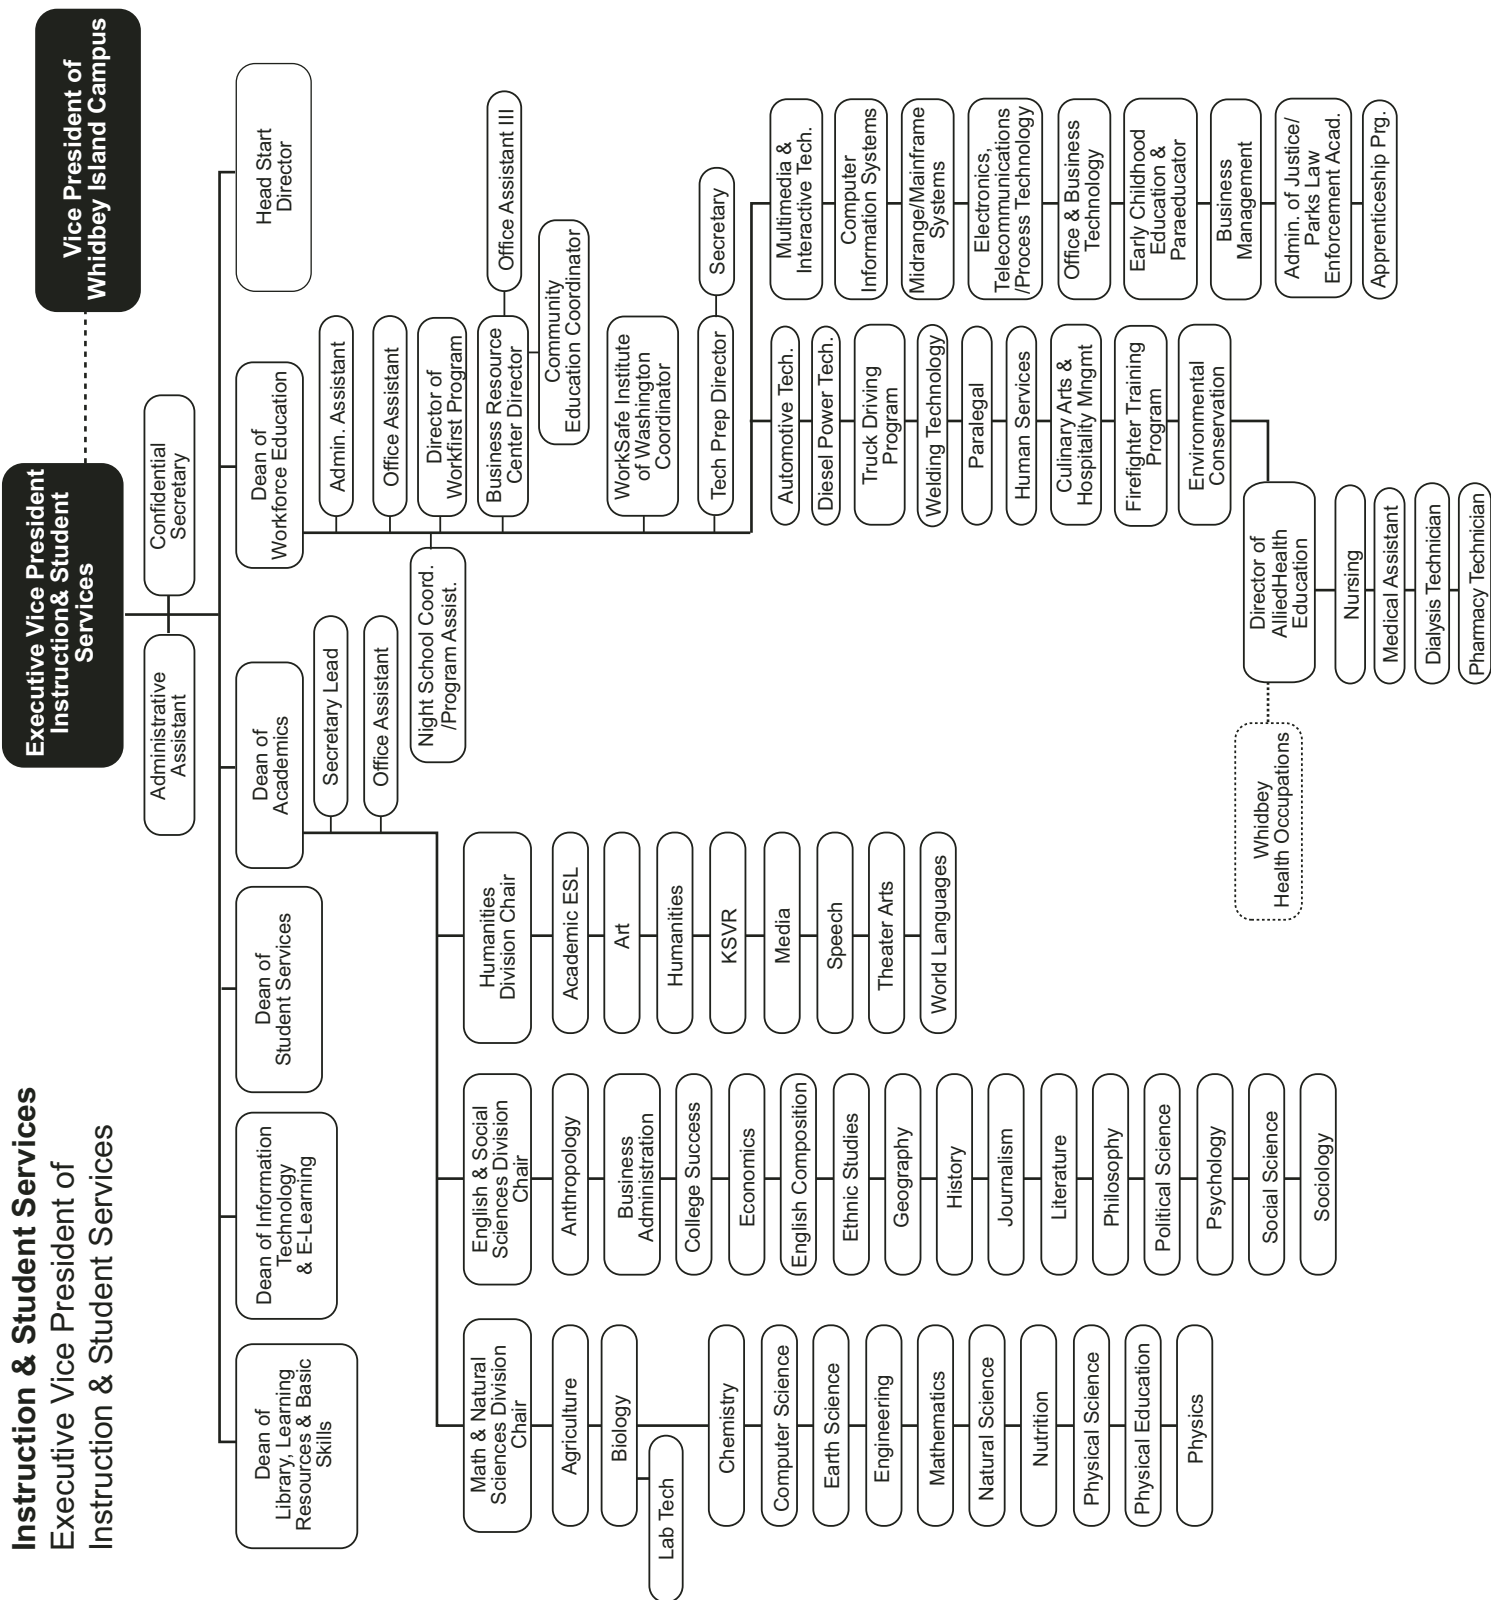 Instruction & Student Services
Executive Vice President of
Instruction & Student Services
Executive Vice President
Instruction& Student
Services
Vice President of
Whidbey Island Campus
Administrative
Assistant
Confidential
Secretary
Dean of
Library, Learning
Resources & Basic
Skills
Dean of Information
Technology
& E-Learning
Dean of
Student Services
Dean of
Academics
Dean of
Workforce Education
Head Start
Director
Secretary Lead
Office Assistant
Math & Natural
Sciences Division
Chair
Agriculture
Biology
Lab Tech
Chemistry
Computer Science
Earth Science
Engineering
Mathematics
Natural Science
Nutrition
Physical Science
Physical Education
Physics
English & Social
Sciences Division
Chair
Anthropology
Business
Administration
College Success
Economics
English Composition
Ethnic Studies
Geography
History
Journalism
Literature
Philosophy
Political Science
Psychology
Social Science
Sociology
Humanities
Division Chair
Academic ESL
Art
Humanities
KSVR
Media
Speech
Theater Arts
World Languages
Admin. Assistant
Office Assistant
Director of
Workfirst Program
Night School Coord.
/Program Assist.
Business Resource
Center Director
Office Assistant III
Community
Education Coordinator
WorkSafe Institute
of Washington
Coordinator
Tech Prep Director
Secretary
Automotive Tech.
Diesel Power Tech.
Truck Driving
Program
Welding Technology
Paralegal
Human Services
Culinary Arts &
Hospitality Mngmt
Firefighter Training
Program
Environmental
Conservation
Multimedia &
Interactive Tech.
Computer
Information Systems
Midrange/Mainframe
Systems
Electronics,
Telecommunications
/Process Technology
Office & Business
Technology
Early Childhood
Education &
Paraeducator
Business
Management
Admin. of Justice/
Parks Law
Enforcement Acad.
Apprenticeship Prg.
Director of
AlliedHealth
Education
Whidbey
Health Occupations
Nursing
Medical Assistant
Dialysis Technician
Pharmacy Technician